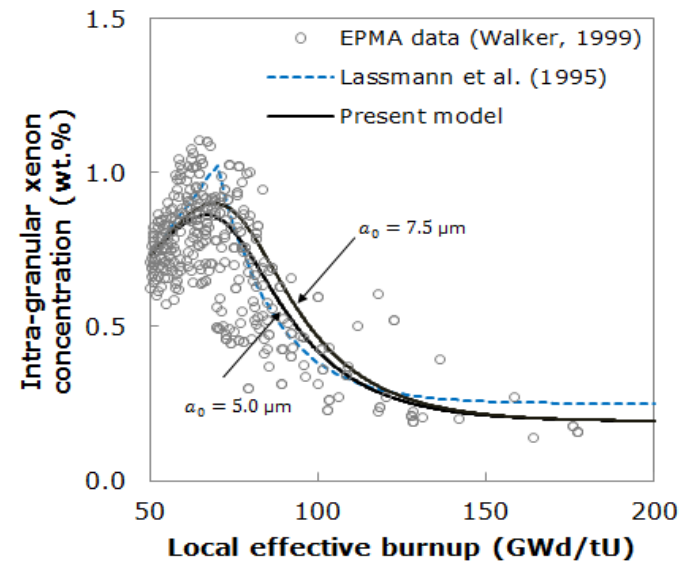 1.5
1.0
0.5
0.0
Intra-granular xenon
concentration (wt.%)
EPMA data (Walker, 1999)
Lassmann et al. (1995)
Present model
a₀ = 7.5 µm
a₀ = 5.0 µm
50
100
150
200
Local effective burnup (GWd/tU)